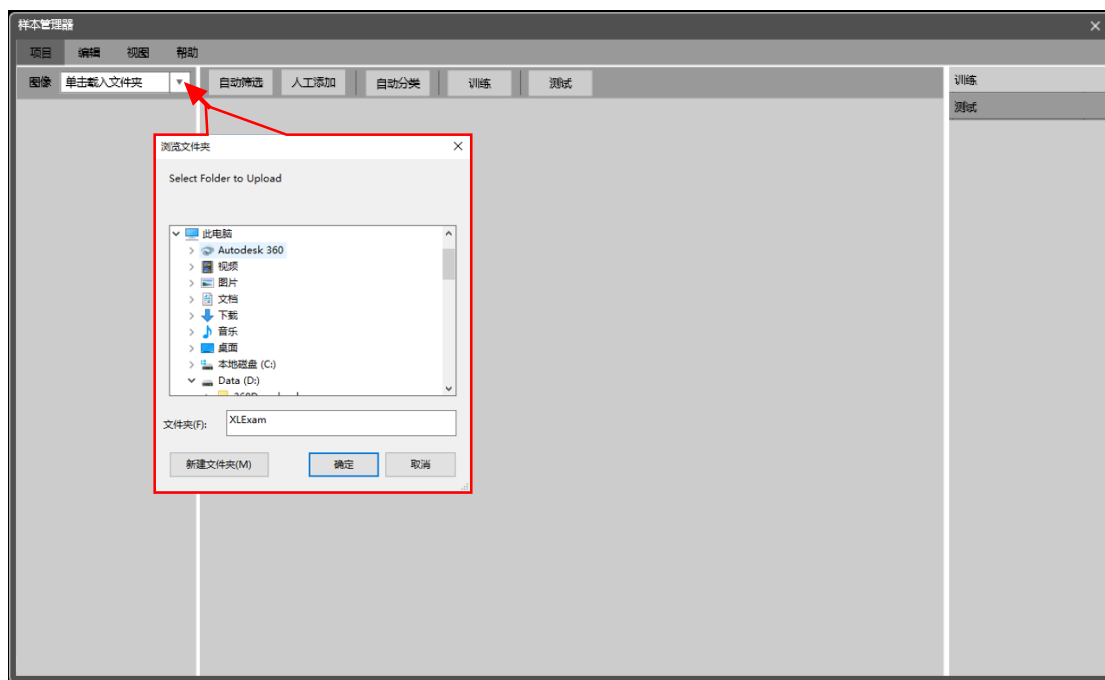 样本管理器
项目 编辑 视图 帮助
图像 单击载入文件夹 自动筛选 人工添加 自动分类 训练 测试
训练
测试
浏览文件夹
Select Folder to Upload
此电脑
Autodesk 360
视频
图片
文档
下载
音乐
桌面
本地磁盘 (C:)
Data (D:)
文件夹(F): XLExam
新建文件夹(M) 确定 取消